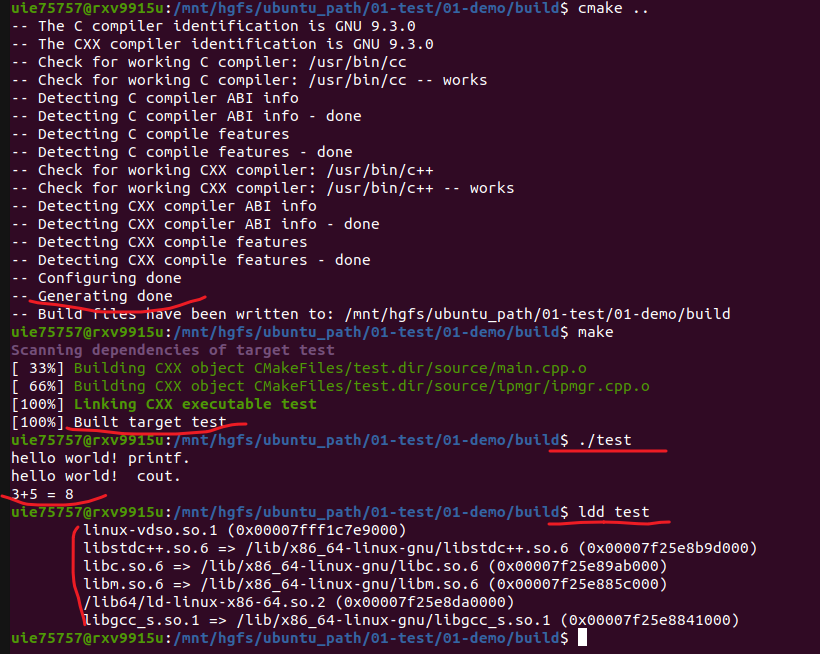 uie75757@rxv9915u:/mnt/hgfs/ubuntu_path/01-test/01-demo/build$ cmake ..
-- The C compiler identification is GNU 9.3.0
-- The CXX compiler identification is GNU 9.3.0
-- Check for working C compiler: /usr/bin/cc
-- Check for working C compiler: /usr/bin/cc -- works
-- Detecting C compiler ABI info
-- Detecting C compiler ABI info - done
-- Detecting C compile features
-- Detecting C compile features - done
-- Check for working CXX compiler: /usr/bin/c++
-- Check for working CXX compiler: /usr/bin/c++ -- works
-- Detecting CXX compiler ABI info
-- Detecting CXX compiler ABI info - done
-- Detecting CXX compile features
-- Detecting CXX compile features - done
-- Configuring done
-- Generating done
-- Build files have been written to: /mnt/hgfs/ubuntu_path/01-test/01-demo/build
uie75757@rxv9915u:/mnt/hgfs/ubuntu_path/01-test/01-demo/build$ make
Scanning dependencies of target test
[ 33%] Building CXX object CMakeFiles/test.dir/source/main.cpp.o
[ 66%] Building CXX object CMakeFiles/test.dir/source/ipmgr/ipmgr.cpp.o
[100%] Linking CXX executable test
[100%] Built target test
uie75757@rxv9915u:/mnt/hgfs/ubuntu_path/01-test/01-demo/build$ ./test
hello world! printf.
hello world!  cout.
3+5 = 8
uie75757@rxv9915u:/mnt/hgfs/ubuntu_path/01-test/01-demo/build$ ldd test
linux-vdso.so.1 (0x00007fff1c7e9000)
libstdc++.so.6 => /lib/x86_64-linux-gnu/libstdc++.so.6 (0x00007f25e8b9d000)
libc.so.6 => /lib/x86_64-linux-gnu/libc.so.6 (0x00007f25e89ab000)
libm.so.6 => /lib/x86_64-linux-gnu/libm.so.6 (0x00007f25e885c000)
/lib64/ld-linux-x86-64.so.2 (0x00007f25e8da0000)
libgcc_s.so.1 => /lib/x86_64-linux-gnu/libgcc_s.so.1 (0x00007f25e8841000)
uie75757@rxv9915u:/mnt/hgfs/ubuntu_path/01-test/01-demo/build$